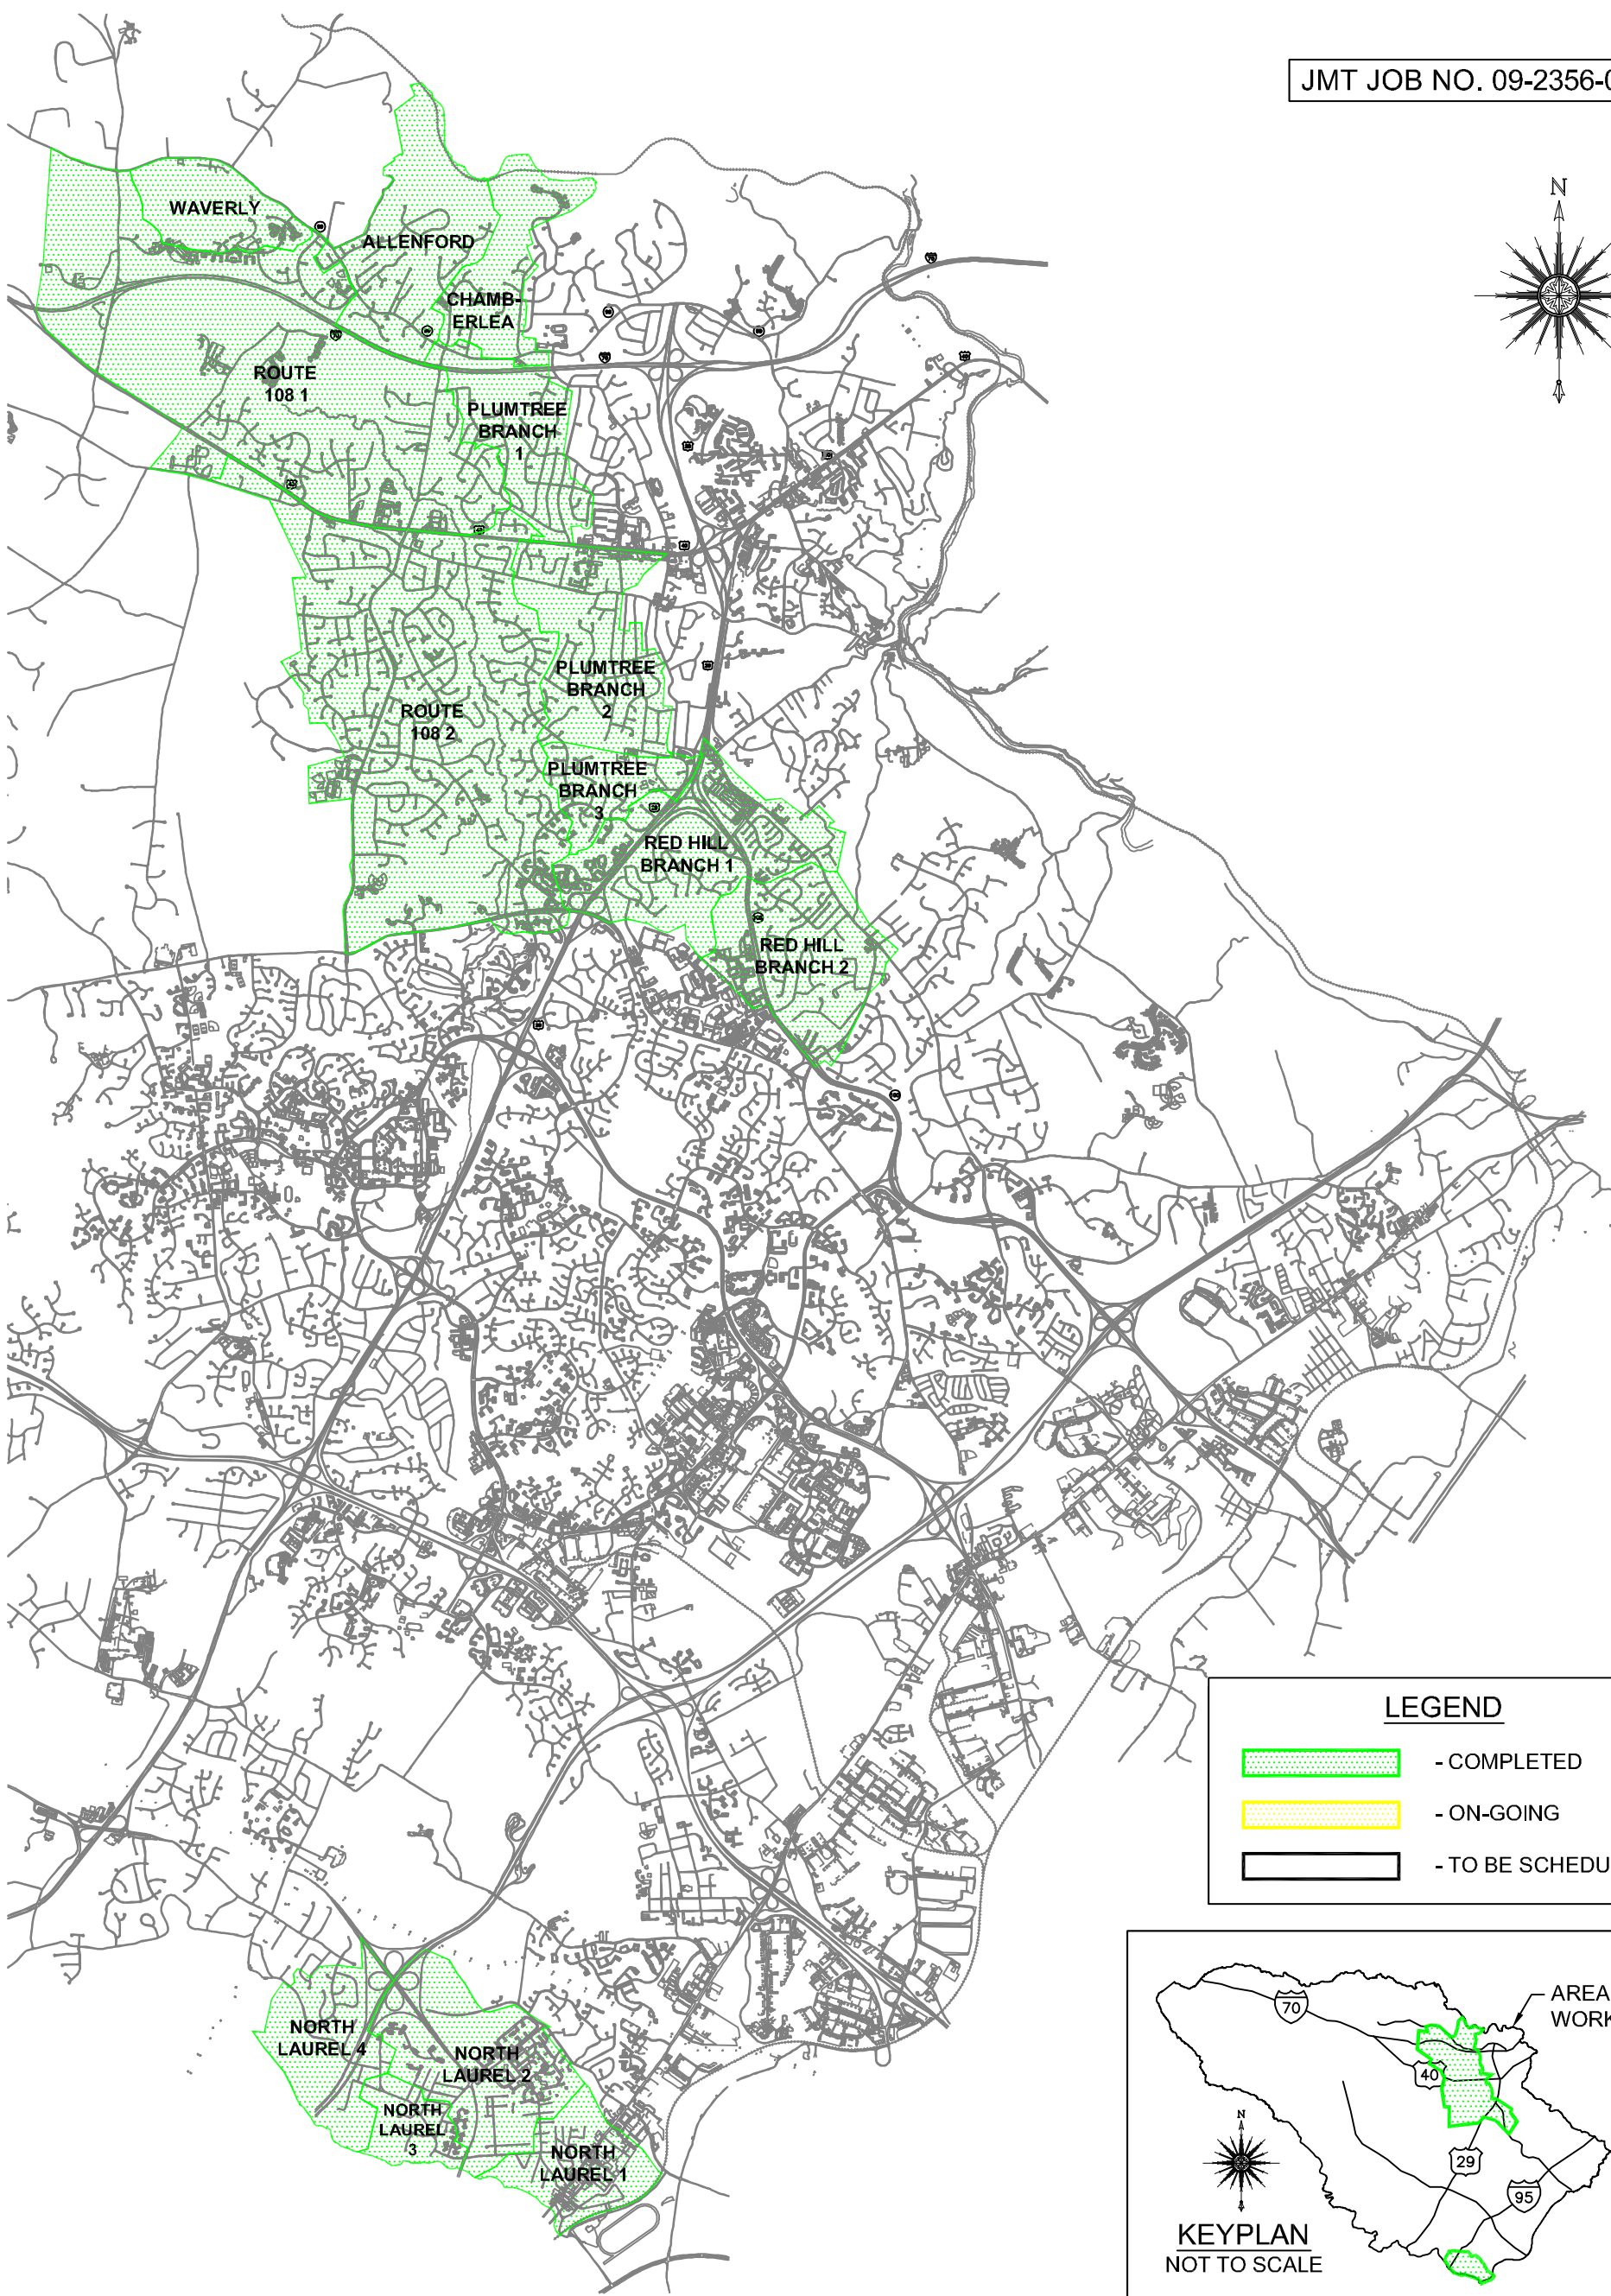 JMT JOB NO. 09-2356-0
N
WAVERLY
ALLENFORD
CHAMB-
ERLEA
ROUTE
108 1
PLUMTREE
BRANCH
1
PLUMTREE
BRANCH
2
ROUTE
108 2
PLUMTREE
BRANCH
3
RED HILL
BRANCH 1
RED HILL
BRANCH 2
LEGEND
- COMPLETED
- ON-GOING
- TO BE SCHEDU
NORTH
LAUREL 4
NORTH
LAUREL 2
NORTH
LAUREL
3
NORTH
LAUREL 1
70
AREA
WORK
40
N
29
95
KEYPLAN
NOT TO SCALE